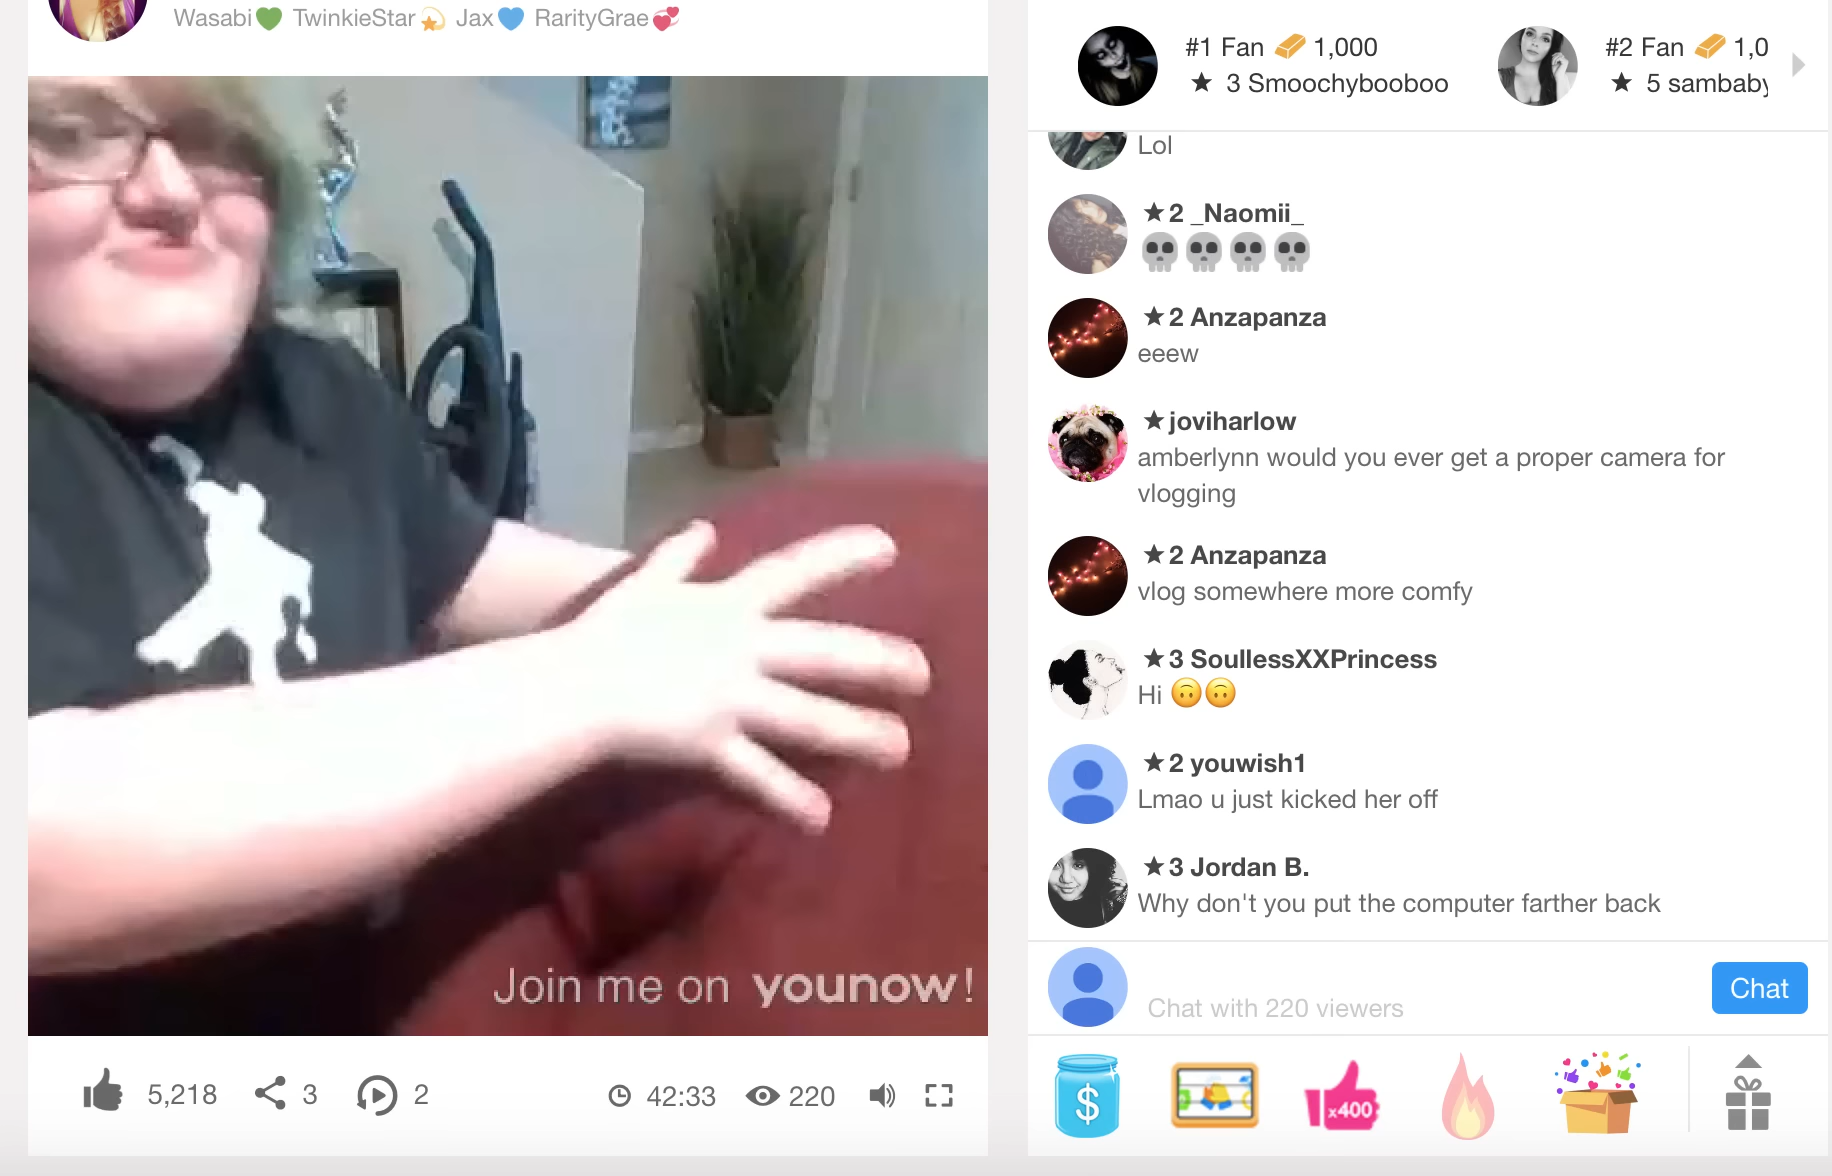 Wasabi💚 TwinkieStar💫 Jax💙 RarityGrae💞
#1 Fan 1,000
★ 3 Smoochybooboo
#2 Fan 1,0
★ 5 sambaby
Lol
★2 _Naomii_
💀💀💀💀
★2 Anzapanza
eeew
★joviharlow
amberlynn would you ever get a proper camera for
vlogging
★2 Anzapanza
vlog somewhere more comfy
★3 SoullessXXPrincess
Hi 🙃🙃
★2 youwish1
Lmao u just kicked her off
★3 Jordan B.
Why don't you put the computer farther back
Join me on younow!
Chat with 220 viewers
Chat
5,218
3
2
42:33
220
$
x400